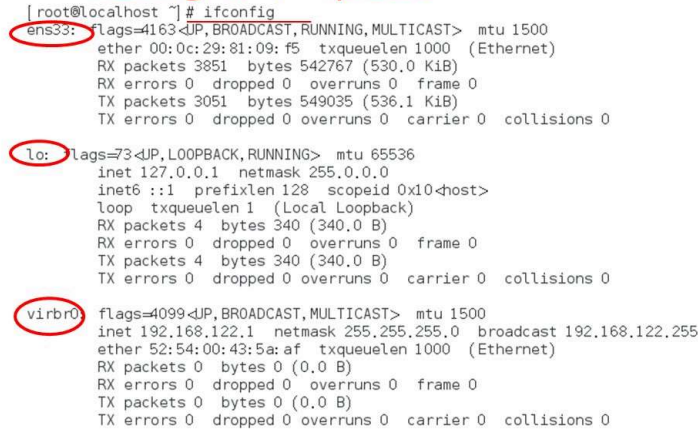 [root@localhost ~]# ifconfig
ens33: flags=4163<UP,BROADCAST,RUNNING,MULTICAST>  mtu 1500
ether 00:0c:29:81:09:f5  txqueuelen 1000  (Ethernet)
RX packets 3851  bytes 542767 (530.0 KiB)
RX errors 0  dropped 0  overruns 0  frame 0
TX packets 3051  bytes 549035 (536.1 KiB)
TX errors 0  dropped 0 overruns 0  carrier 0  collisions 0
lo: flags=73<UP,LOOPBACK,RUNNING>  mtu 65536
inet 127.0.0.1  netmask 255.0.0.0
inet6 ::1  prefixlen 128  scopeid 0x10<host>
loop  txqueuelen 1  (Local Loopback)
RX packets 4  bytes 340 (340.0 B)
RX errors 0  dropped 0  overruns 0  frame 0
TX packets 4  bytes 340 (340.0 B)
TX errors 0  dropped 0 overruns 0  carrier 0  collisions 0
virbr0: flags=4099<UP,BROADCAST,MULTICAST>  mtu 1500
inet 192.168.122.1  netmask 255.255.255.0  broadcast 192.168.122.255
ether 52:54:00:43:5a:af  txqueuelen 1000  (Ethernet)
RX packets 0  bytes 0 (0.0 B)
RX errors 0  dropped 0  overruns 0  frame 0
TX packets 0  bytes 0 (0.0 B)
TX errors 0  dropped 0 overruns 0  carrier 0  collisions 0